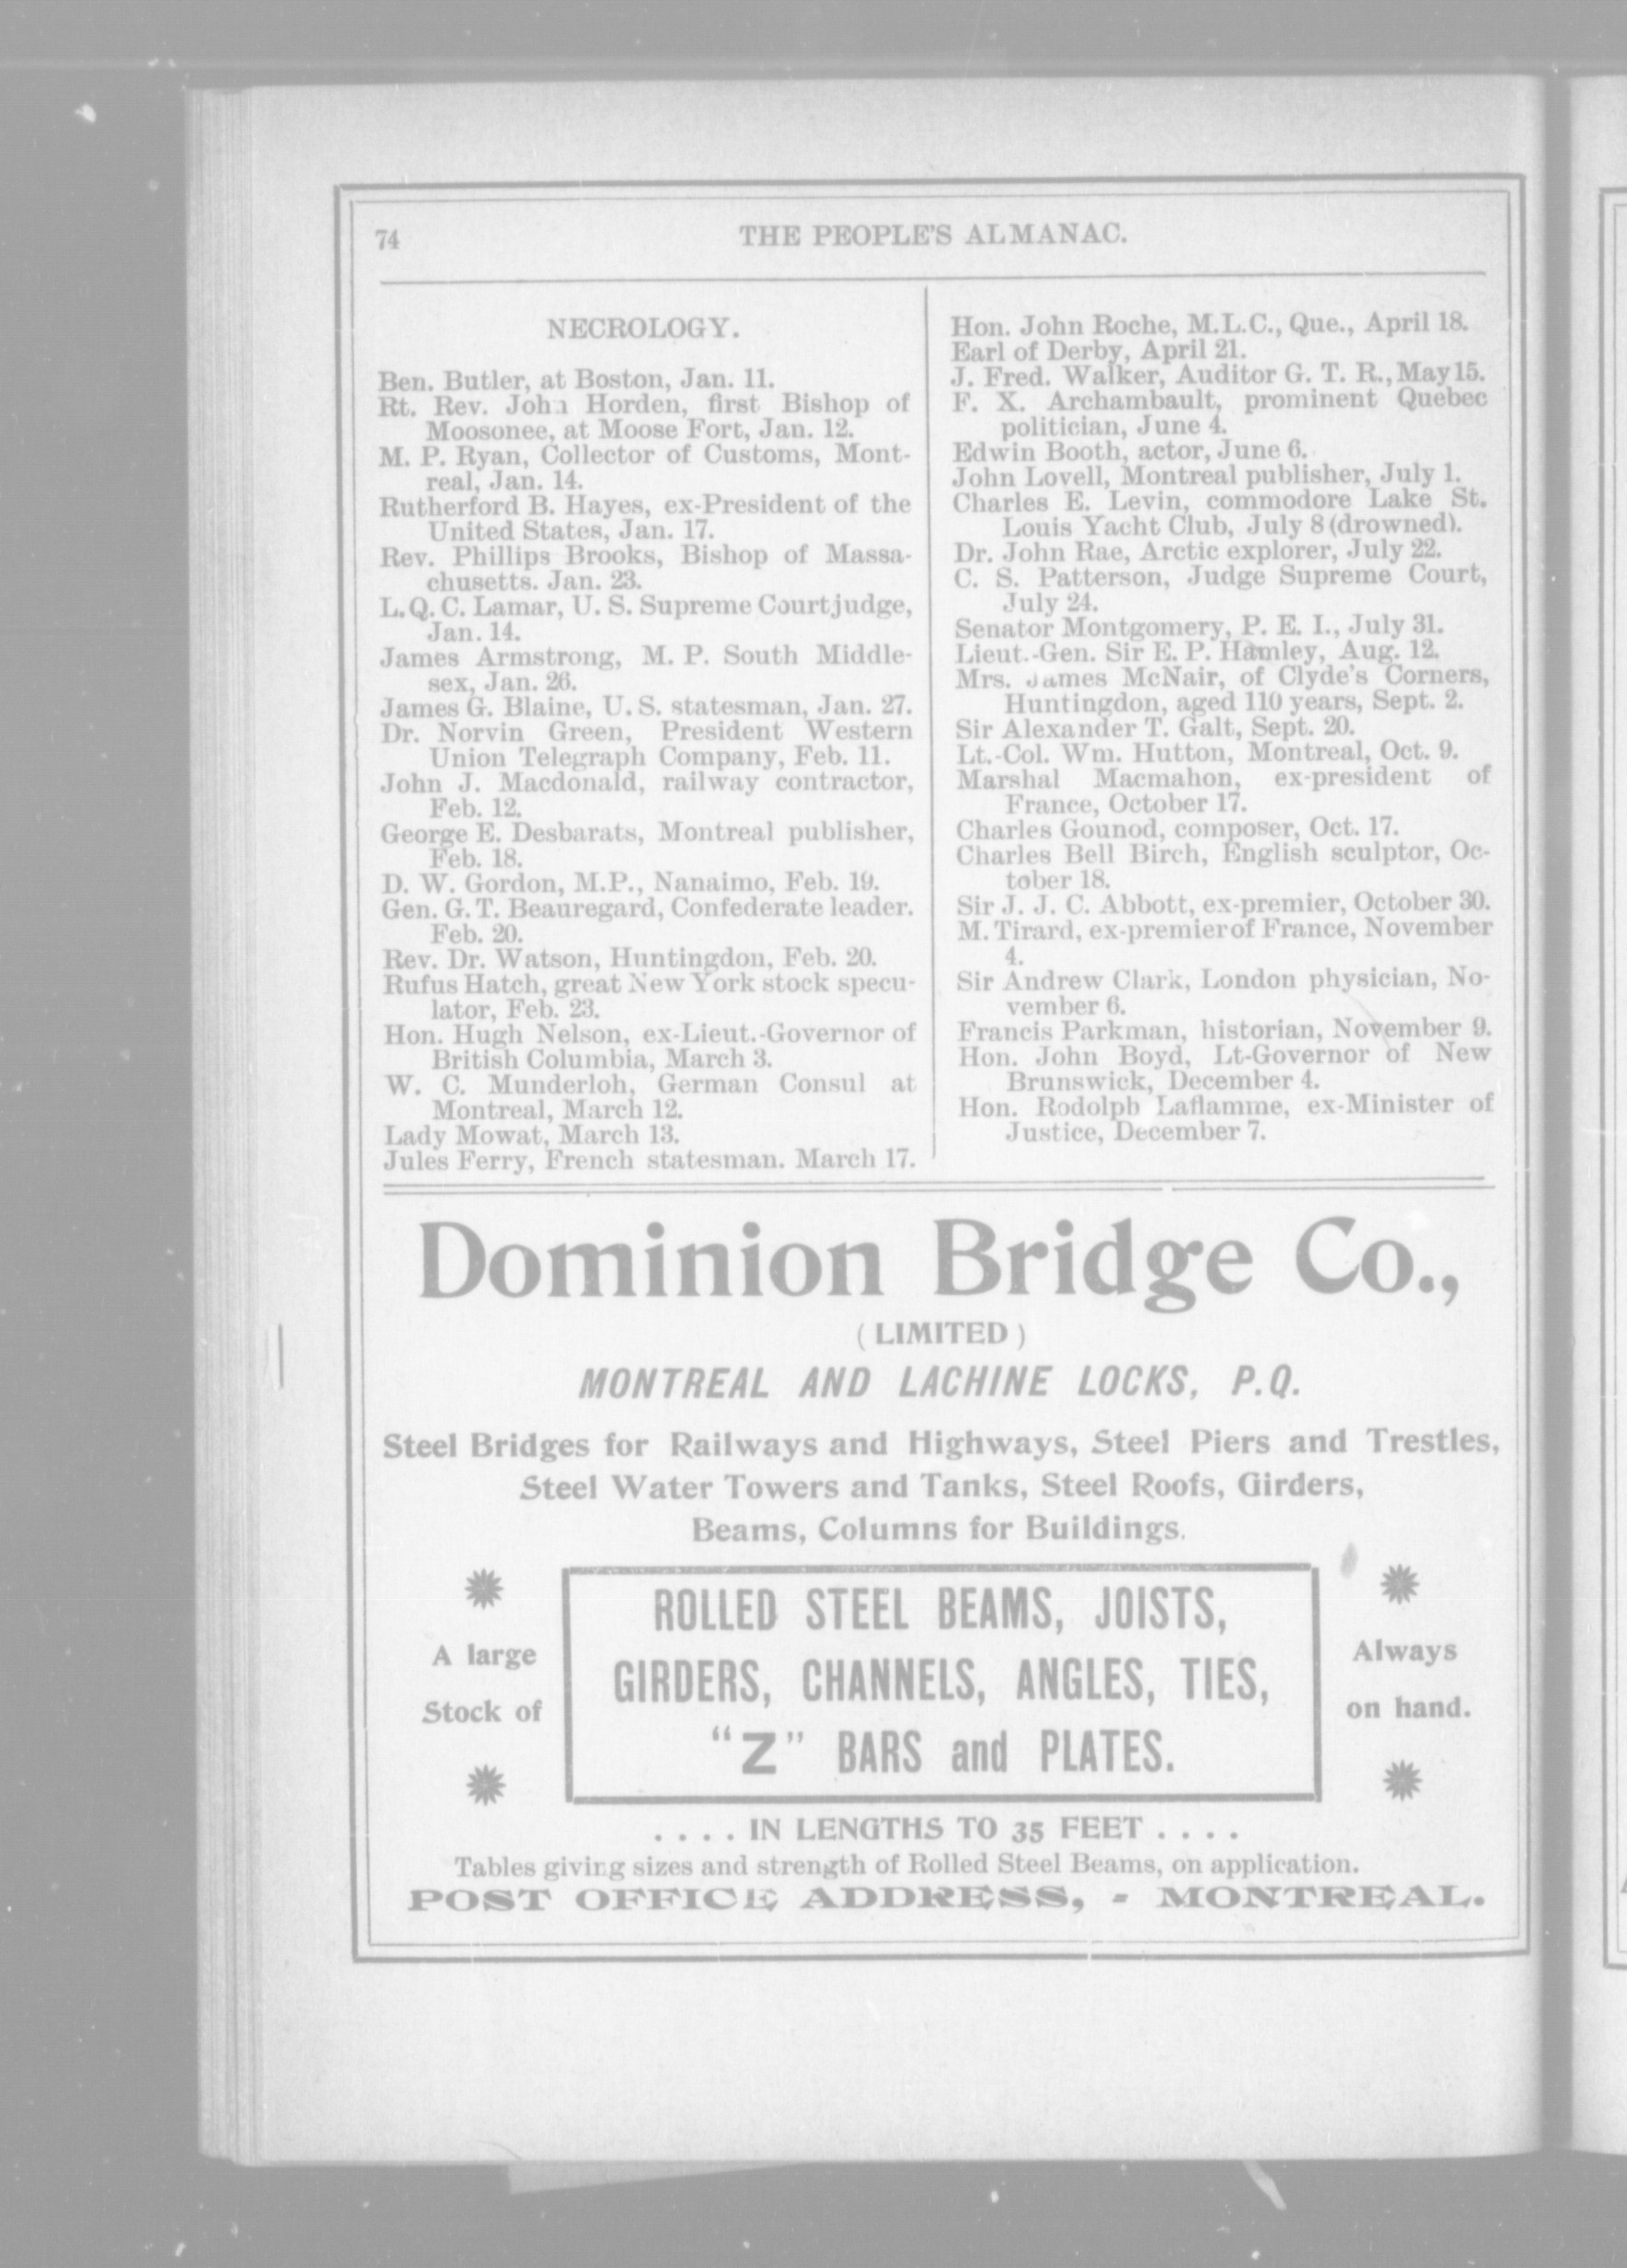 74
THE PEOPLE'S ALMANAC.
NECROLOGY.
Ben. Butler, at Boston, Jan. 11.
Rt. Rev. John Horden, first Bishop of
Moosonee, at Moose Fort, Jan. 12.
M. P. Ryan, Collector of Customs, Mont-
real, Jan. 14.
Rutherford B. Hayes, ex-President of the
United States, Jan. 17.
Rev. Phillips Brooks, Bishop of Massa-
chusetts. Jan. 23.
L. Q. C. Lamar, U. S. Supreme Court judge,
Jan. 14.
James Armstrong, M. P. South Middle-
sex, Jan. 26.
James G. Blaine, U. S. statesman, Jan. 27.
Dr. Norvin Green, President Western
Union Telegraph Company, Feb. 11.
John J. Macdonald, railway contractor,
Feb. 12.
George E. Desbarats, Montreal publisher,
Feb. 18.
D. W. Gordon, M.P., Nanaimo, Feb. 19.
Gen. G. T. Beauregard, Confederate leader.
Feb. 20.
Rev. Dr. Watson, Huntingdon, Feb. 20.
Rufus Hatch, great New York stock specu-
lator, Feb. 23.
Hon. Hugh Nelson, ex-Lieut.-Governor of
British Columbia, March 3.
W. C. Munderloh, German Consul at
Montreal, March 12.
Lady Mowat, March 13.
Jules Ferry, French statesman. March 17.
Hon. John Roche, M.L.C., Que., April 18.
Earl of Derby, April 21.
J. Fred. Walker, Auditor G. T. R., May 15.
F. X. Archambault, prominent Quebec
politician, June 4.
Edwin Booth, actor, June 6.
John Lovell, Montreal publisher, July 1.
Charles E. Levin, commodore Lake St.
Louis Yacht Club, July 8 (drowned).
Dr. John Rae, Arctic explorer, July 22.
C. S. Patterson, Judge Supreme Court,
July 24.
Senator Montgomery, P. E. I., July 31.
Lieut.-Gen. Sir E. P. Hamley, Aug. 12.
Mrs. James McNair, of Clyde's Corners,
Huntingdon, aged 110 years, Sept. 2.
Sir Alexander T. Galt, Sept. 20.
Lt.-Col. Wm. Hutton, Montreal, Oct. 9.
Marshal Macmahon, ex-president of
France, October 17.
Charles Gounod, composer, Oct. 17.
Charles Bell Birch, English sculptor, Oc-
tober 18.
Sir J. J. C. Abbott, ex-premier, October 30.
M. Tirard, ex-premier of France, November
4.
Sir Andrew Clark, London physician, No-
vember 6.
Francis Parkman, historian, November 9.
Hon. John Boyd, Lt-Governor of New
Brunswick, December 4.
Hon. Rodolph Laflamme, ex-Minister of
Justice, December 7.
Dominion Bridge Co.,
(LIMITED)
MONTREAL AND LACHINE LOCKS, P.Q.
Steel Bridges for Railways and Highways, Steel Piers and Trestles,
Steel Water Towers and Tanks, Steel Roofs, Girders,
Beams, Columns for Buildings.
A large
Stock of
ROLLED STEEL BEAMS, JOISTS,
GIRDERS, CHANNELS, ANGLES, TIES,
"Z" BARS and PLATES.
Always
on hand.
.... IN LENGTHS TO 35 FEET ....
Tables giving sizes and strength of Rolled Steel Beams, on application.
POST OFFICE ADDRESS, - MONTREAL.